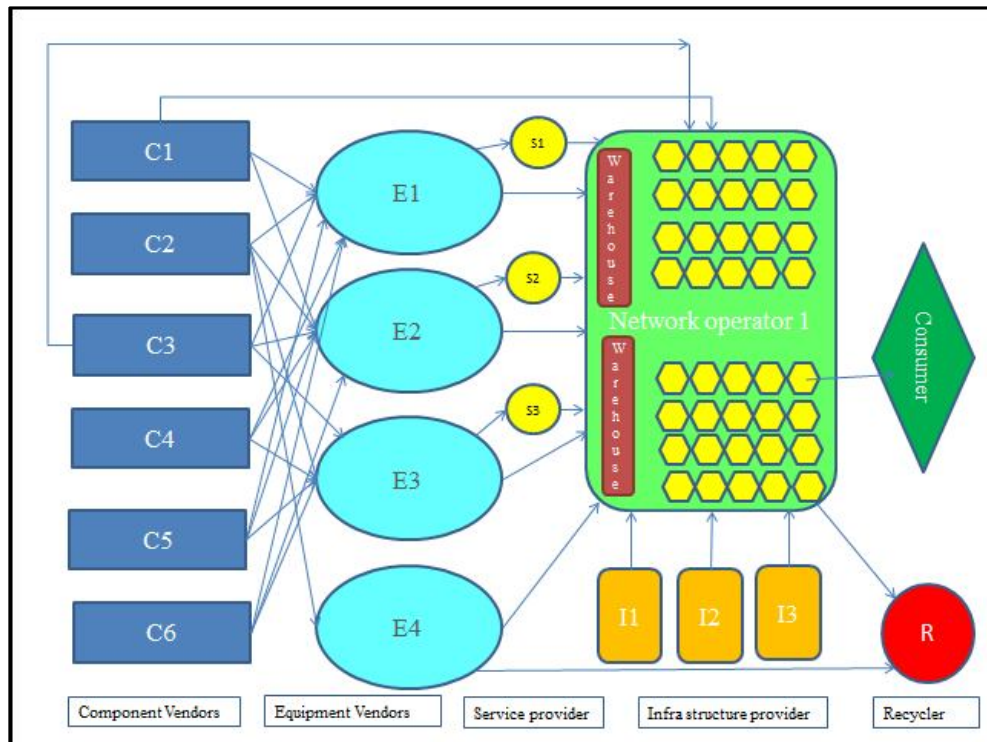 C1
C2
C3
C4
C5
C6
E1
E2
E3
E4
S1
S2
S3
Warehouse
Network operator 1
Warehouse
Consumer
I1
I2
I3
R
Component Vendors
Equipment Vendors
Service provider
Infra structure provider
Recycler